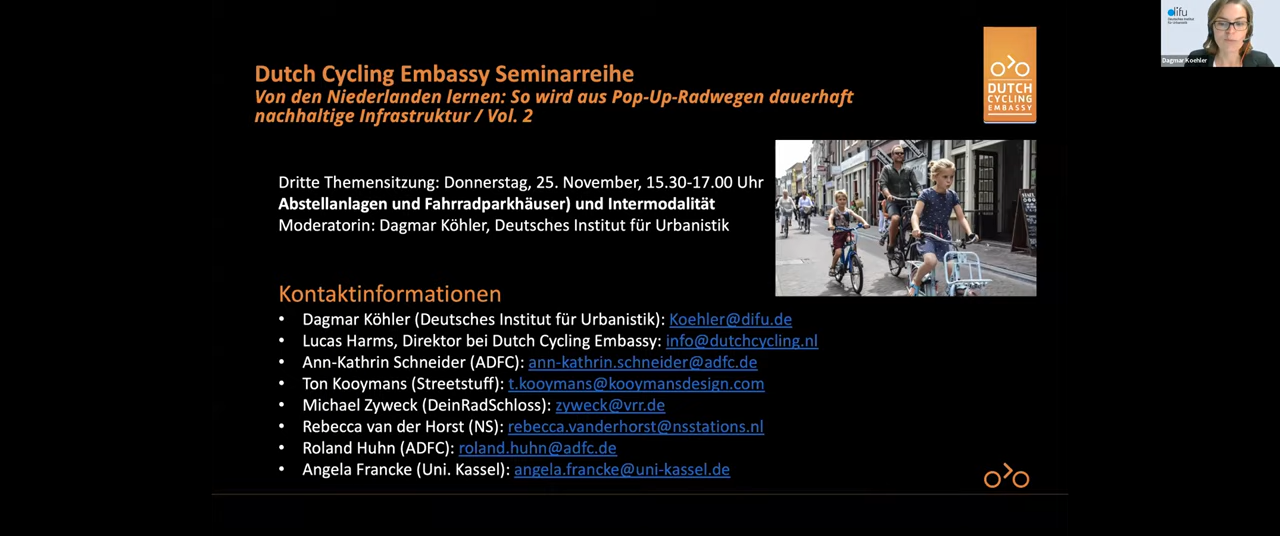 Dutch Cycling Embassy Seminarreihe
Von den Niederlanden lernen: So wird aus Pop-Up-Radwegen dauerhaft
nachhaltige Infrastruktur / Vol. 2
DUTCH
CYCLING
EMBASSY
difu
Deutsches Institut
für Urbanistik
Dagmar Koehler
Dritte Themensitzung: Donnerstag, 25. November, 15.30-17.00 Uhr
Abstellanlagen und Fahrradparkhäuser) und Intermodalität
Moderatorin: Dagmar Köhler, Deutsches Institut für Urbanistik
Kontaktinformationen
• Dagmar Köhler (Deutsches Institut für Urbanistik): Koehler@difu.de
• Lucas Harms, Direktor bei Dutch Cycling Embassy: info@dutchcycling.nl
• Ann-Kathrin Schneider (ADFC): ann-kathrin.schneider@adfc.de
• Ton Kooymans (Streetstuff): t.kooymans@kooymansdesign.com
• Michael Zyweck (DeinRadSchloss): zyweck@vrr.de
• Rebecca van der Horst (NS): rebecca.vanderhorst@nsstations.nl
• Roland Huhn (ADFC): roland.huhn@adfc.de
• Angela Francke (Uni. Kassel): angela.francke@uni-kassel.de